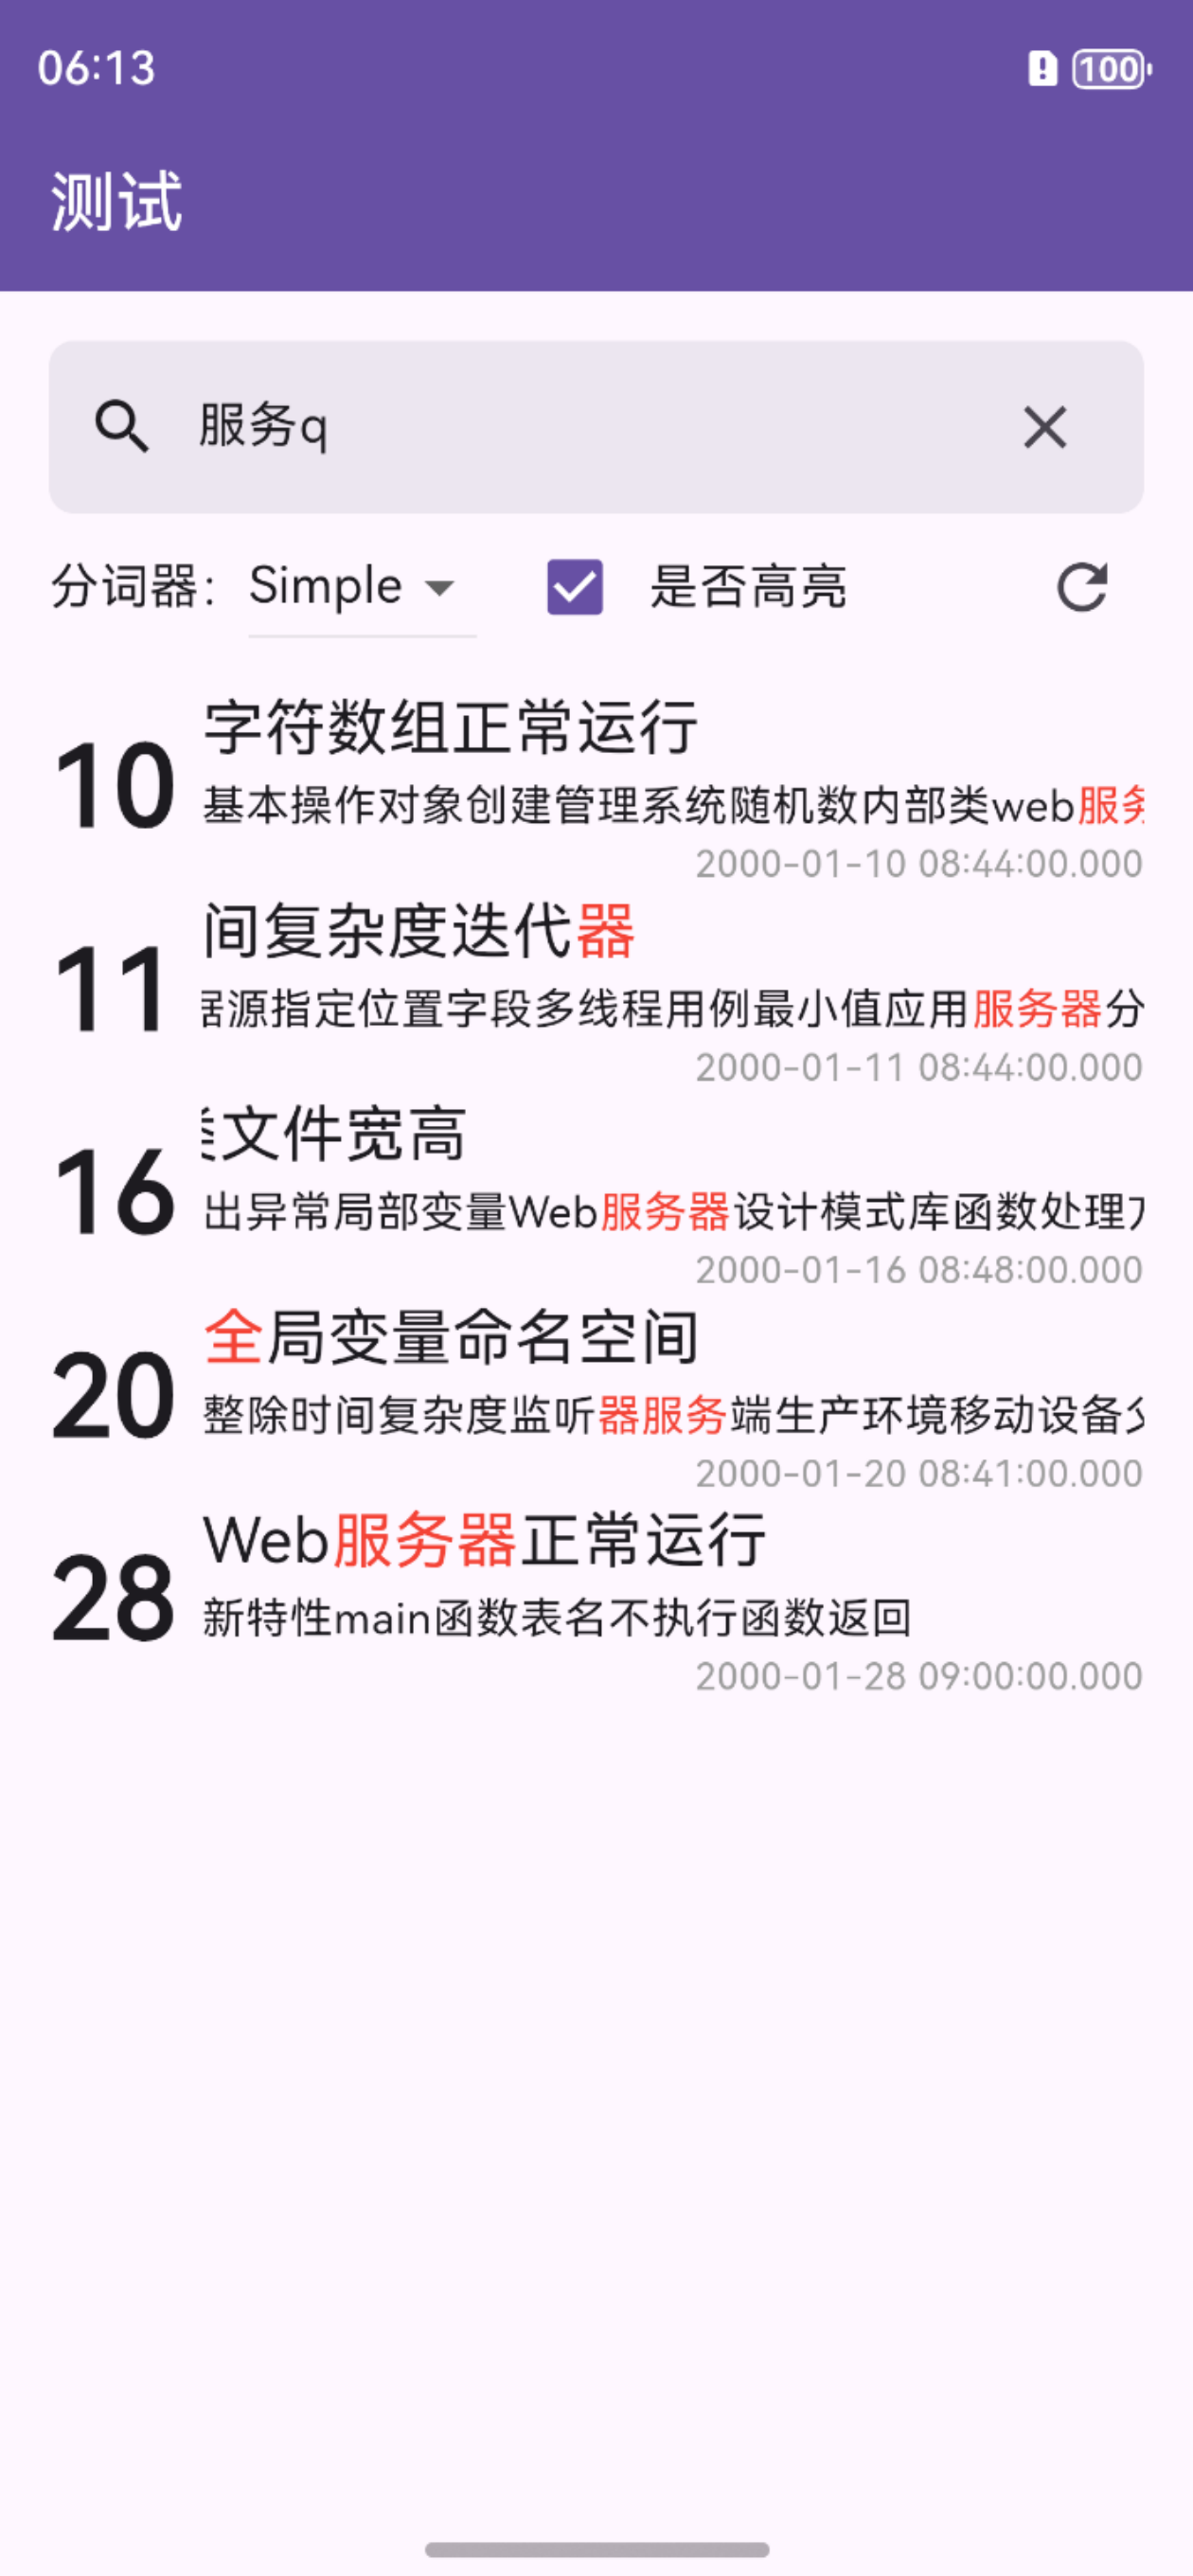 06:13
100
测试
服务q
分词器: Simple 是否高亮
字符数组正常运行
10
基本操作对象创建管理系统随机数内部类web服务
2000-01-10 08:44:00.000
间复杂度迭代器
11
源指定位置字段多线程用例最小值应用服务器分
2000-01-11 08:44:00.000
文件宽高
16
出异常局部变量Web服务器设计模式库函数处理
2000-01-16 08:48:00.000
全局变量命名空间
20
整除时间复杂度监听器服务端生产环境移动设备
2000-01-20 08:41:00.000
Web服务器正常运行
28
新特性main函数表名不执行函数返回
2000-01-28 09:00:00.000